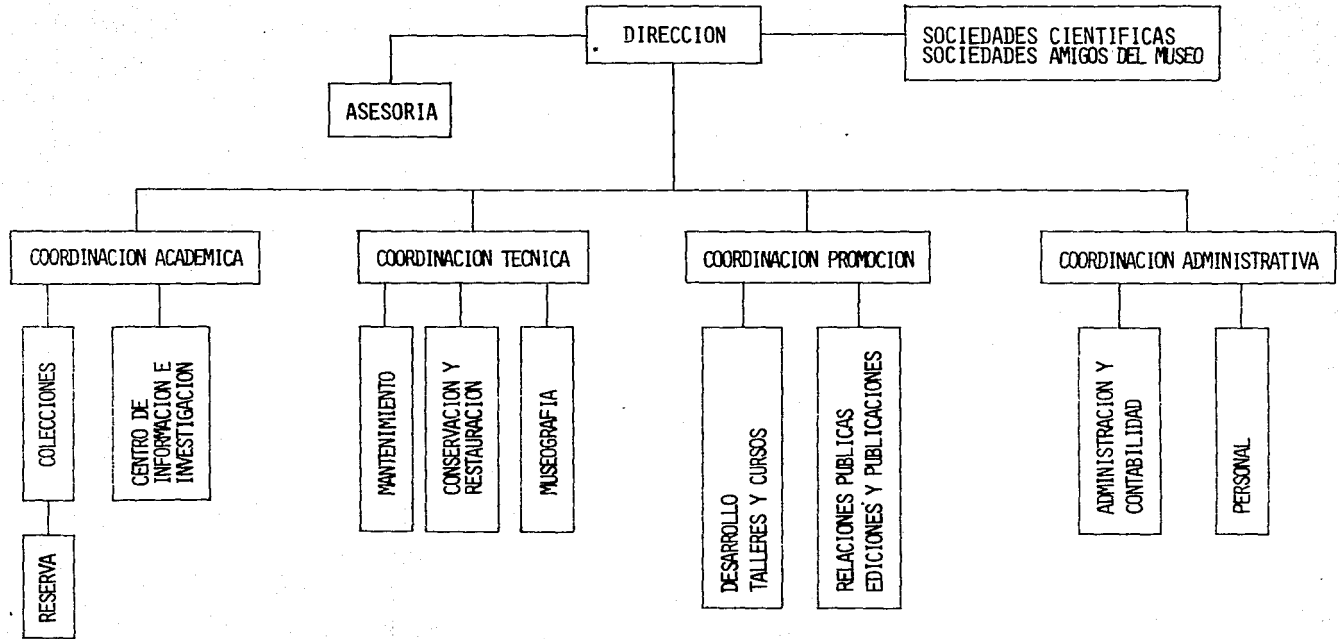 DIRECCION
SOCIEDADES CIENTIFICAS
SOCIEDADES AMIGOS DEL MUSEO
ASESORIA
COORDINACION ACADEMICA
COORDINACION TECNICA
COORDINACION PROMOCION
COORDINACION ADMINISTRATIVA
COLECCIONES
CENTRO DE
INFORMACION E
INVESTIGACION
MANTENIMIENTO
CONSERVACION Y
RESTAURACION
MUSEOGRAFIA
DESARROLLO
TALLERES Y CURSOS
RELACIONES PUBLICAS
EDICIONES Y PUBLICACIONES
ADMINISTRACION Y
CONTABILIDAD
PERSONAL
RESERVA